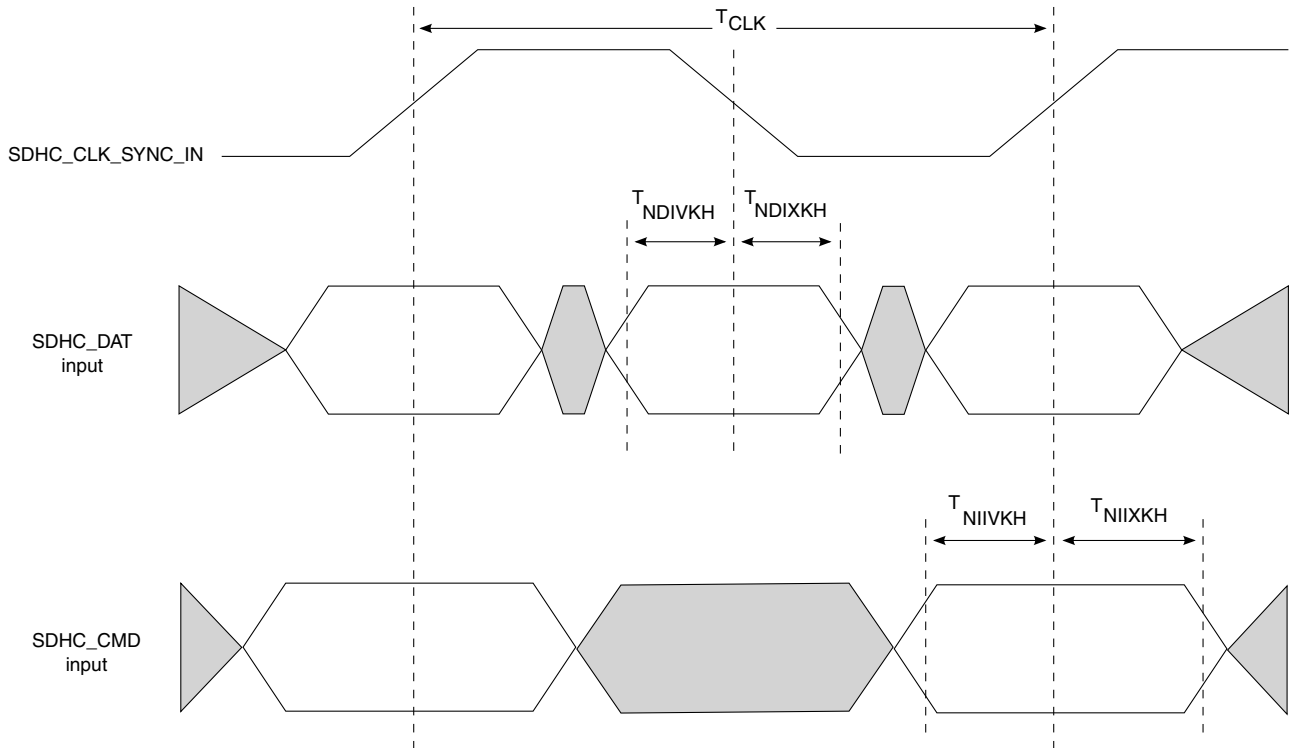 TCLK
SDHC_CLK_SYNC_IN
TNDIVKH
TNDIXKH
SDHC_DAT
input
TNIIVKH
TNIIXKH
SDHC_CMD
input